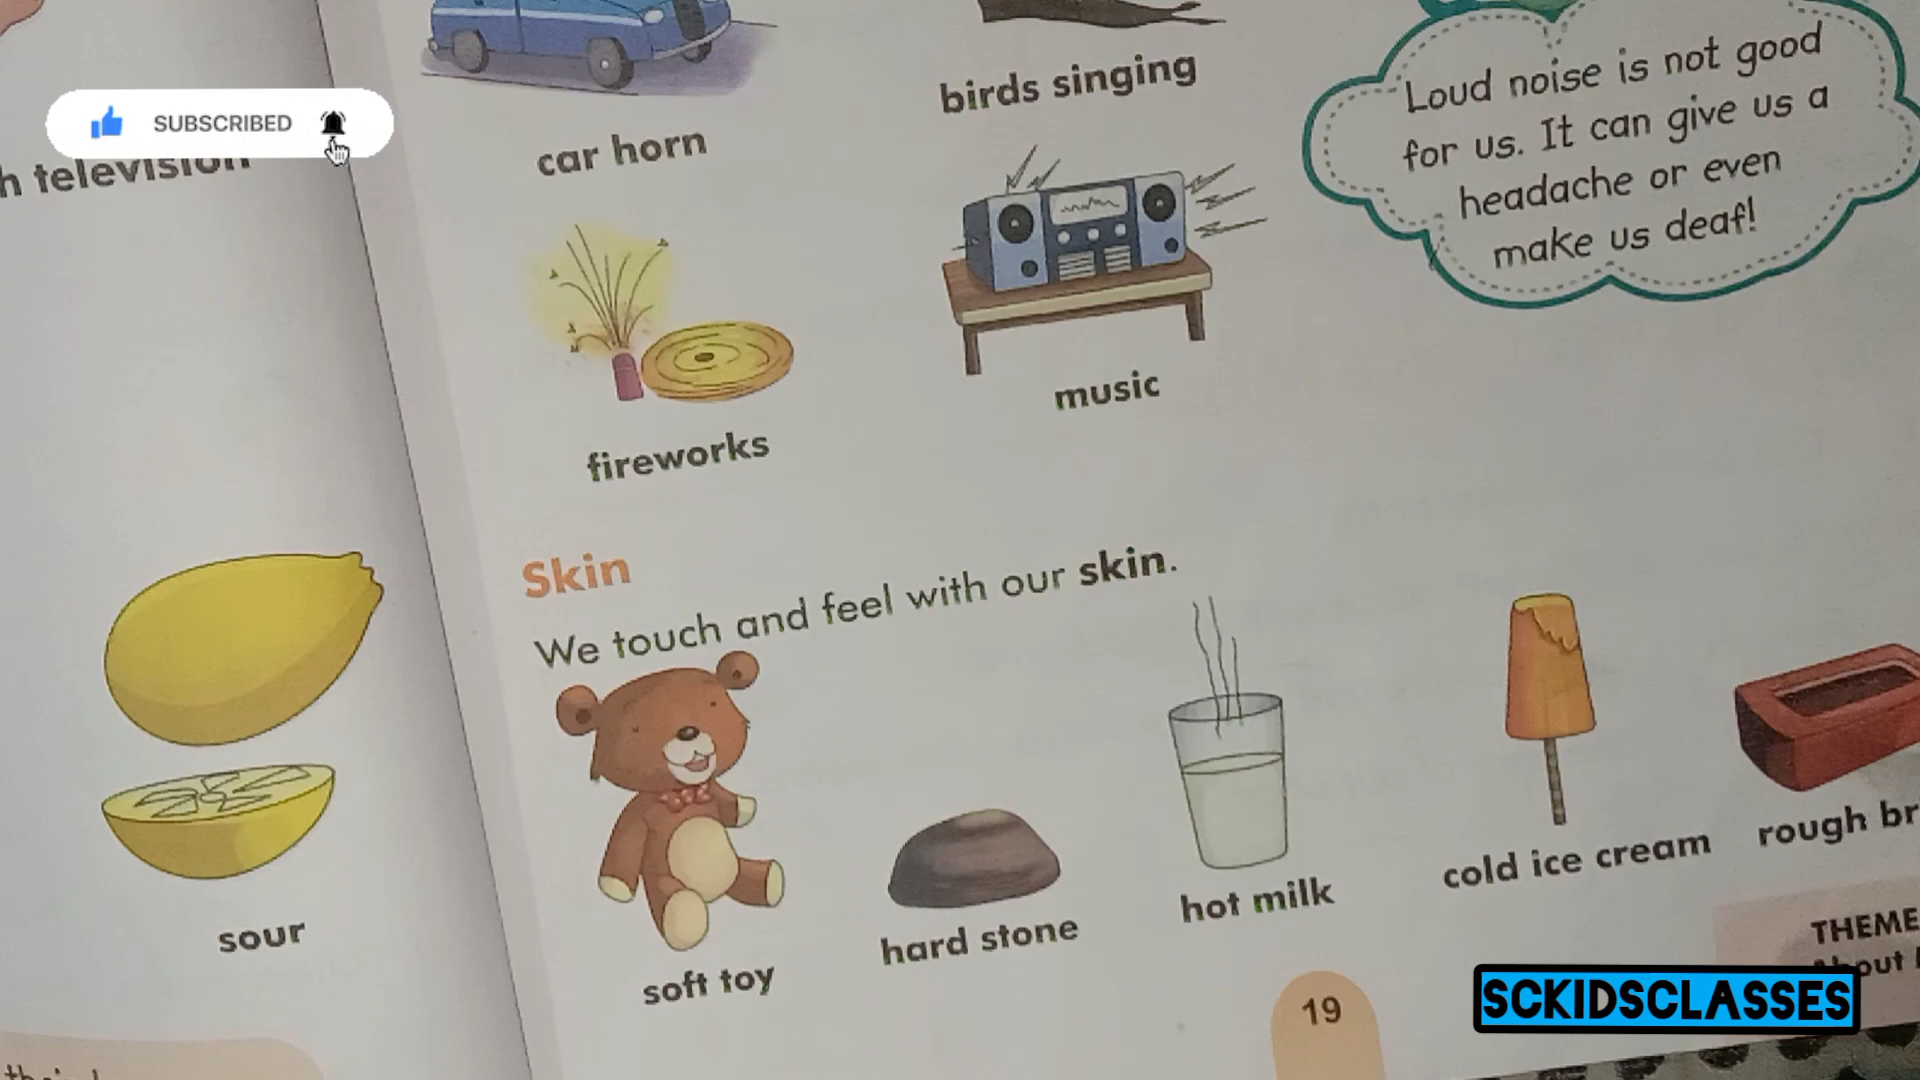 SUBSCRIBED
television
sour
car horn
birds singing
Loud noise is not good
for us. It can give us a
headache or even
make us deaf!
fireworks
music
Skin
We touch and feel with our skin.
soft toy
hard stone
hot milk
cold ice cream
rough
19
THEME
SCKIDSCLASSES